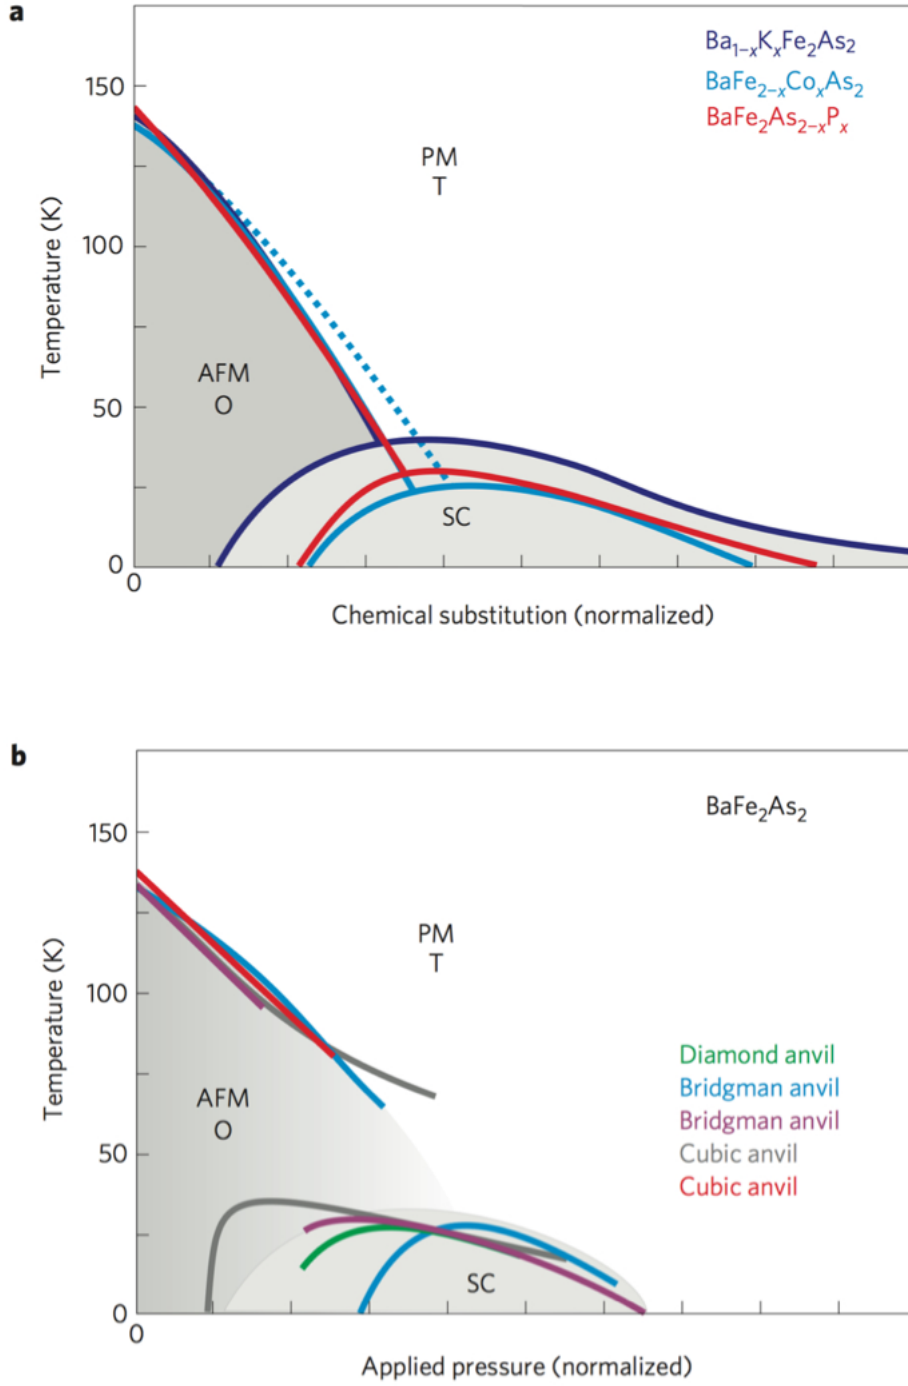 a
Ba₁₋ₓKₓFe₂As₂
BaFe₂₋ₓCoₓAs₂
BaFe₂As₂₋ₓPₓ
150
100
50
0
0
Temperature (K)
PM
T
AFM
O
SC
Chemical substitution (normalized)
b
BaFe₂As₂
150
100
50
0
0
Temperature (K)
PM
T
AFM
O
Diamond anvil
Bridgman anvil
Bridgman anvil
Cubic anvil
Cubic anvil
SC
Applied pressure (normalized)